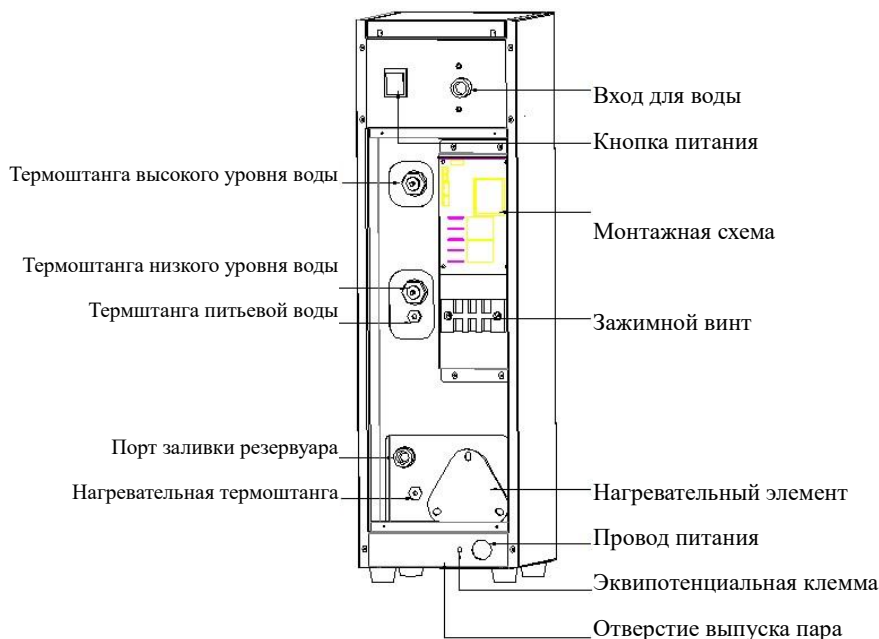 Вход для воды
Кнопка питания
Термоштанга высокого уровня воды
Монтажная схема
Термоштанга низкого уровня воды
Термштанга питьевой воды
Зажимной винт
Порт заливки резервуара
Нагревательная термоштанга
Нагревательный элемент
Провод питания
Эквипотенциальная клемма
Отверстие выпуска пара